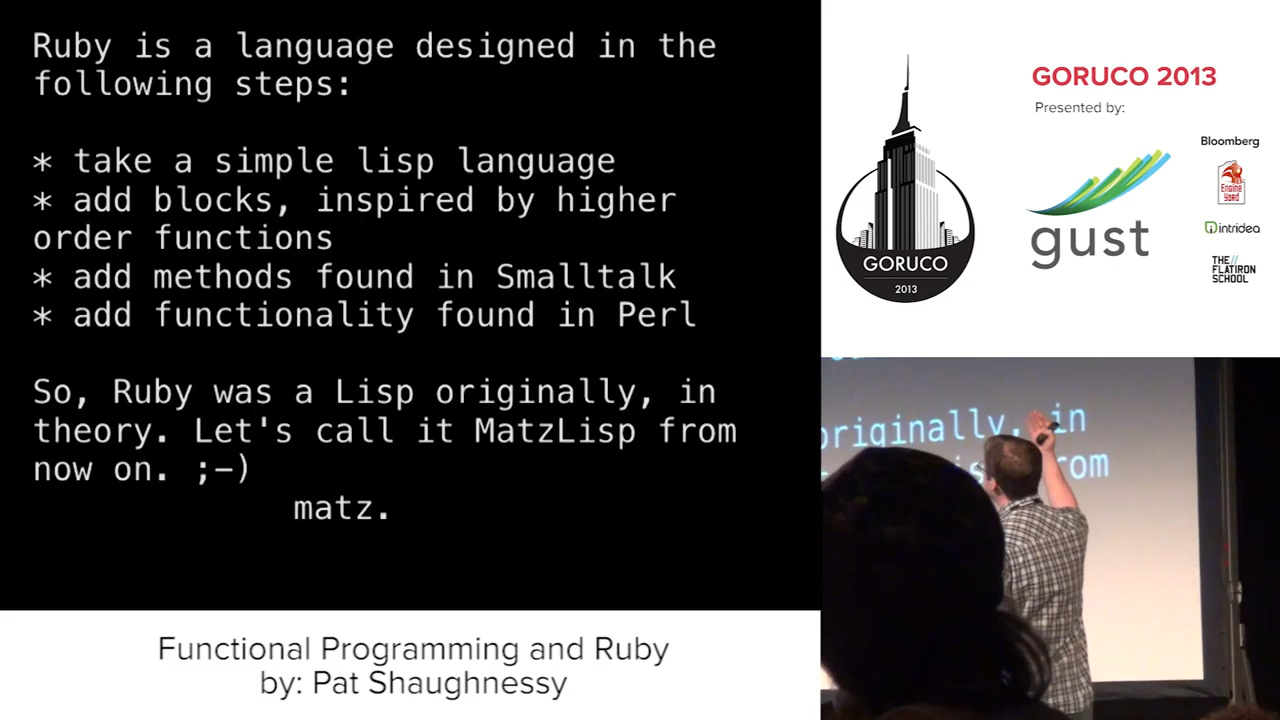 Ruby is a language designed in the
following steps:
* take a simple lisp language
* add blocks, inspired by higher
order functions
* add methods found in Smalltalk
* add functionality found in Perl
So, Ruby was a Lisp originally, in
theory. Let's call it MatzLisp from
now on. ;-)
matz.
Functional Programming and Ruby
by: Pat Shaughnessy
GORUCO 2013
Presented by:
Bloomberg
Engine Yard
gust
intridea
THE//
FLATIRON
SCHOOL
GORUCO
2013
originally, in